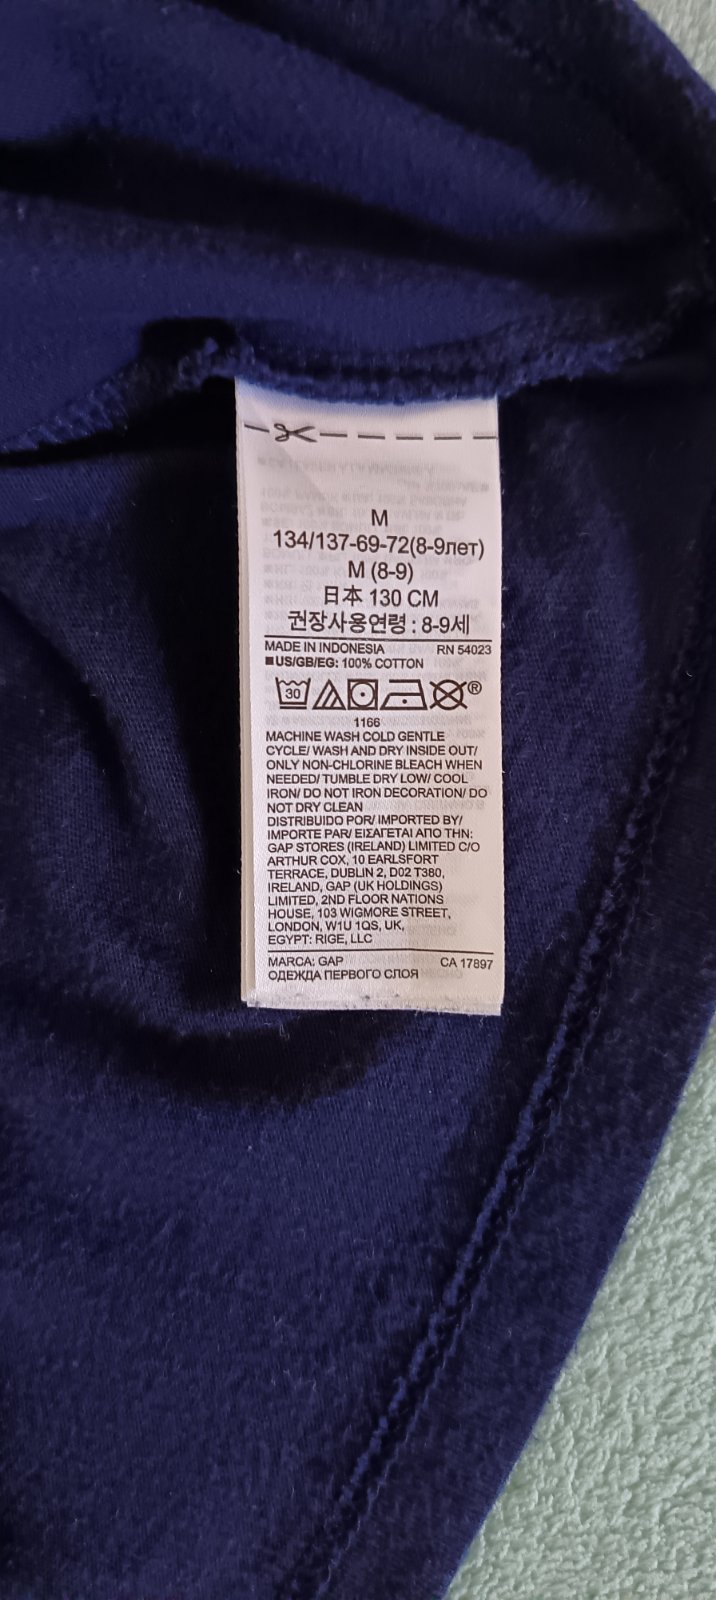 M
134/137-69-72(8-9лет)
M (8-9)
日本 130 CM
권장사용연령 : 8-9세
MADE IN INDONESIA RN 54023
■US/GB/EG: 100% COTTON
30 ®
1166
MACHINE WASH COLD GENTLE
CYCLE/ WASH AND DRY INSIDE OUT/
ONLY NON-CHLORINE BLEACH WHEN
NEEDED/ TUMBLE DRY LOW/ COOL
IRON/ DO NOT IRON DECORATION/ DO
NOT DRY CLEAN
DISTRIBUIDO POR/ IMPORTED BY/
IMPORTE PAR/ ΕΙΣΑΓΕΤΑΙ ΑΠΟ ΤΗΝ:
GAP STORES (IRELAND) LIMITED C/O
ARTHUR COX, 10 EARLSFORT
TERRACE, DUBLIN 2, D02 T380,
IRELAND, GAP (UK HOLDINGS)
LIMITED, 2ND FLOOR NATIONS
HOUSE, 103 WIGMORE STREET,
LONDON, W1U 1QS, UK,
EGYPT: RIGE, LLC
MARCA: GAP CA 17897
ОДЕЖДА ПЕРВОГО СЛОЯ